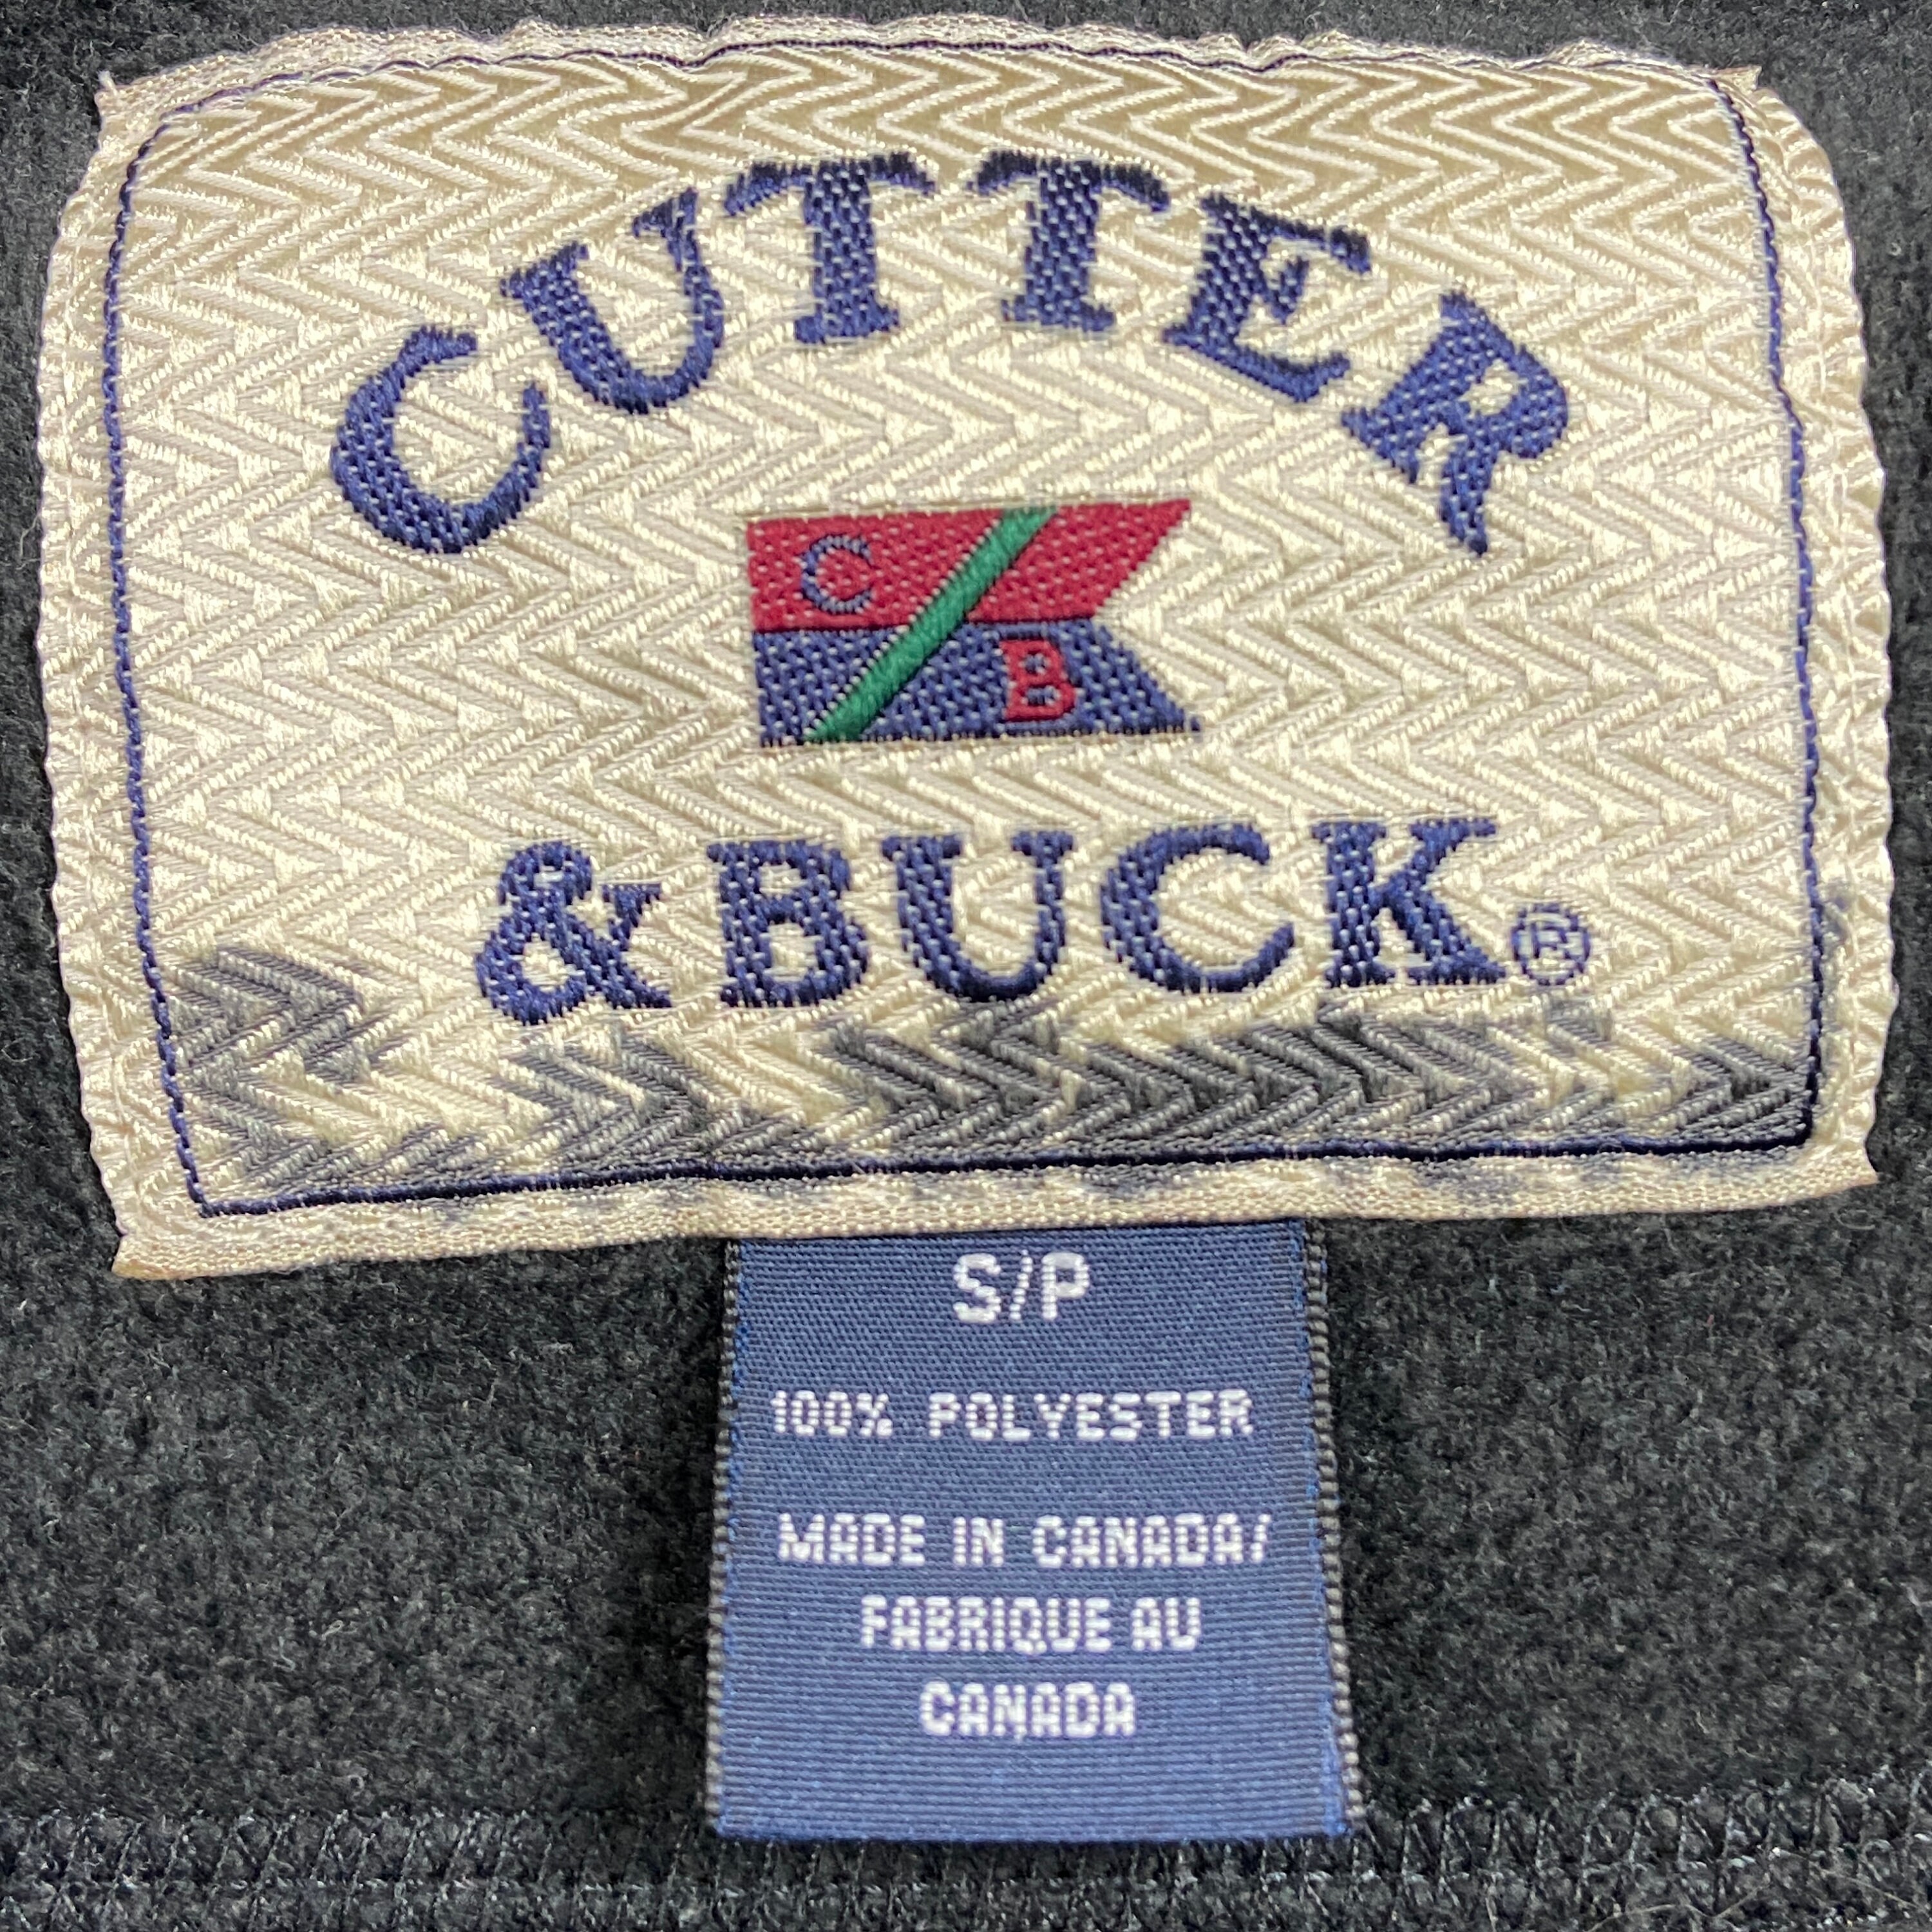 CUTTER
C
B
& BUCK®
S/P
100% POLYESTER
MADE IN CANADA/
FABRIQUE AU
CANADA